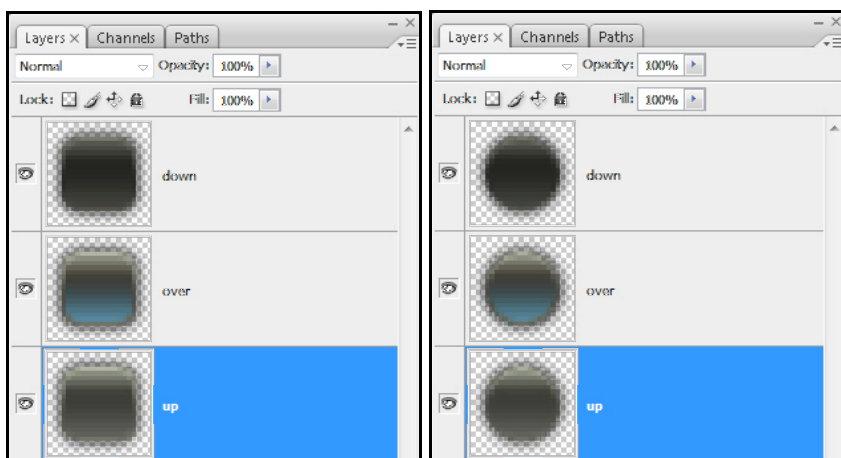 Layers × Channels Paths
Normal Opacity: 100%
Lock: Fill: 100%
down
over
up
Layers × Channels Paths
Normal Opacity: 100%
Lock: Fill: 100%
down
over
up